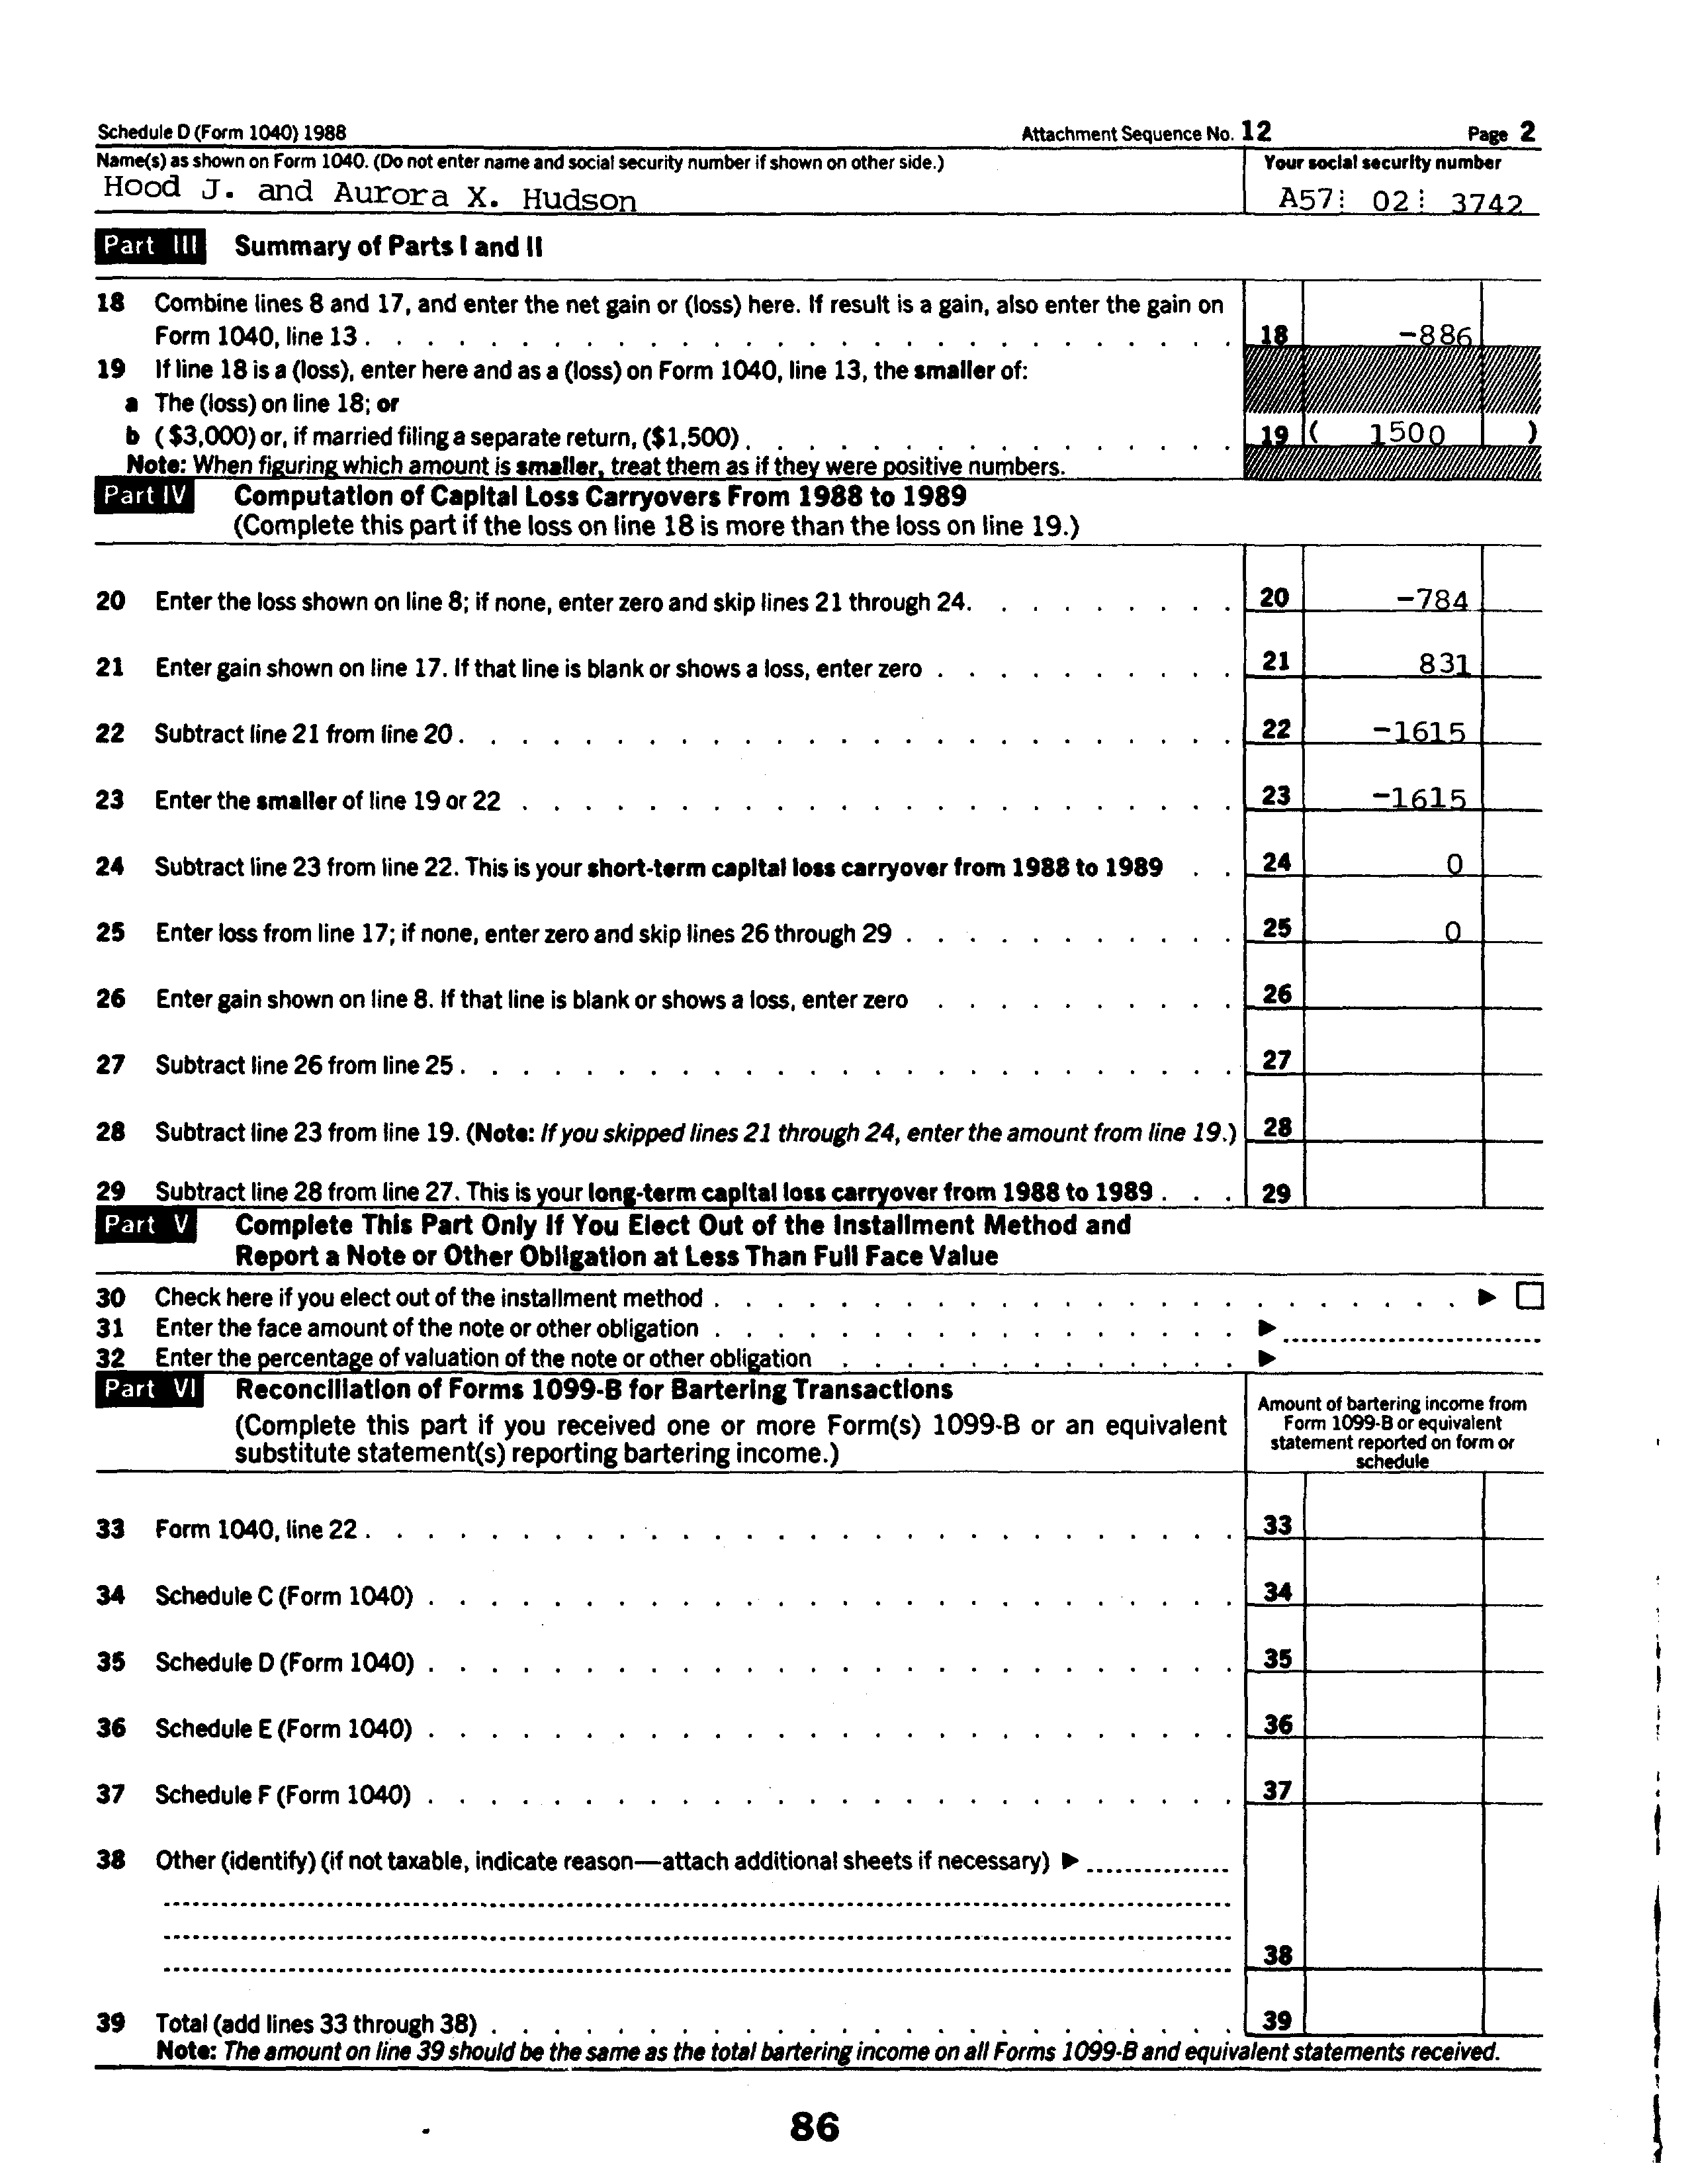 Schedule D (Form 1040) 1988 Attachment Sequence No. 12 Page 2
Name(s) as shown on Form 1040. (Do not enter name and social security number if shown on other side.) Your social security number
Hood J. and Aurora X. Hudson A57 02 3742
Part III Summary of Parts I and II
18 Combine lines 8 and 17, and enter the net gain or (loss) here. If result is a gain, also enter the gain on
Form 1040, line 13 18 -886
19 If line 18 is a (loss), enter here and as a (loss) on Form 1040, line 13, the smaller of:
a The (loss) on line 18; or
b ($3,000) or, if married filing a separate return, ($1,500) 19 ( 1500 )
Note: When figuring which amount is smaller, treat them as if they were positive numbers.
Part IV Computation of Capital Loss Carryovers From 1988 to 1989
(Complete this part if the loss on line 18 is more than the loss on line 19.)
20 Enter the loss shown on line 8; if none, enter zero and skip lines 21 through 24. 20 -784
21 Enter gain shown on line 17. If that line is blank or shows a loss, enter zero 21 831
22 Subtract line 21 from line 20 22 -1615
23 Enter the smaller of line 19 or 22 23 -1615
24 Subtract line 23 from line 22. This is your short-term capital loss carryover from 1988 to 1989 24 0
25 Enter loss from line 17; if none, enter zero and skip lines 26 through 29 25 0
26 Enter gain shown on line 8. If that line is blank or shows a loss, enter zero 26
27 Subtract line 26 from line 25 27
28 Subtract line 23 from line 19. (Note: If you skipped lines 21 through 24, enter the amount from line 19.) 28
29 Subtract line 28 from line 27. This is your long-term capital loss carryover from 1988 to 1989 29
Part V Complete This Part Only If You Elect Out of the Installment Method and
Report a Note or Other Obligation at Less Than Full Face Value
30 Check here if you elect out of the installment method
31 Enter the face amount of the note or other obligation
32 Enter the percentage of valuation of the note or other obligation
Part VI Reconciliation of Forms 1099-B for Bartering Transactions
(Complete this part if you received one or more Form(s) 1099-B or an equivalent
substitute statement(s) reporting bartering income.)
Amount of bartering income from
Form 1099-B or equivalent
statement reported on form or
schedule
33 Form 1040, line 22 33
34 Schedule C (Form 1040) 34
35 Schedule D (Form 1040) 35
36 Schedule E (Form 1040) 36
37 Schedule F (Form 1040) 37
38 Other (identify) (if not taxable, indicate reason—attach additional sheets if necessary)
38
39 Total (add lines 33 through 38) 39
Note: The amount on line 39 should be the same as the total bartering income on all Forms 1099-B and equivalent statements received.
86